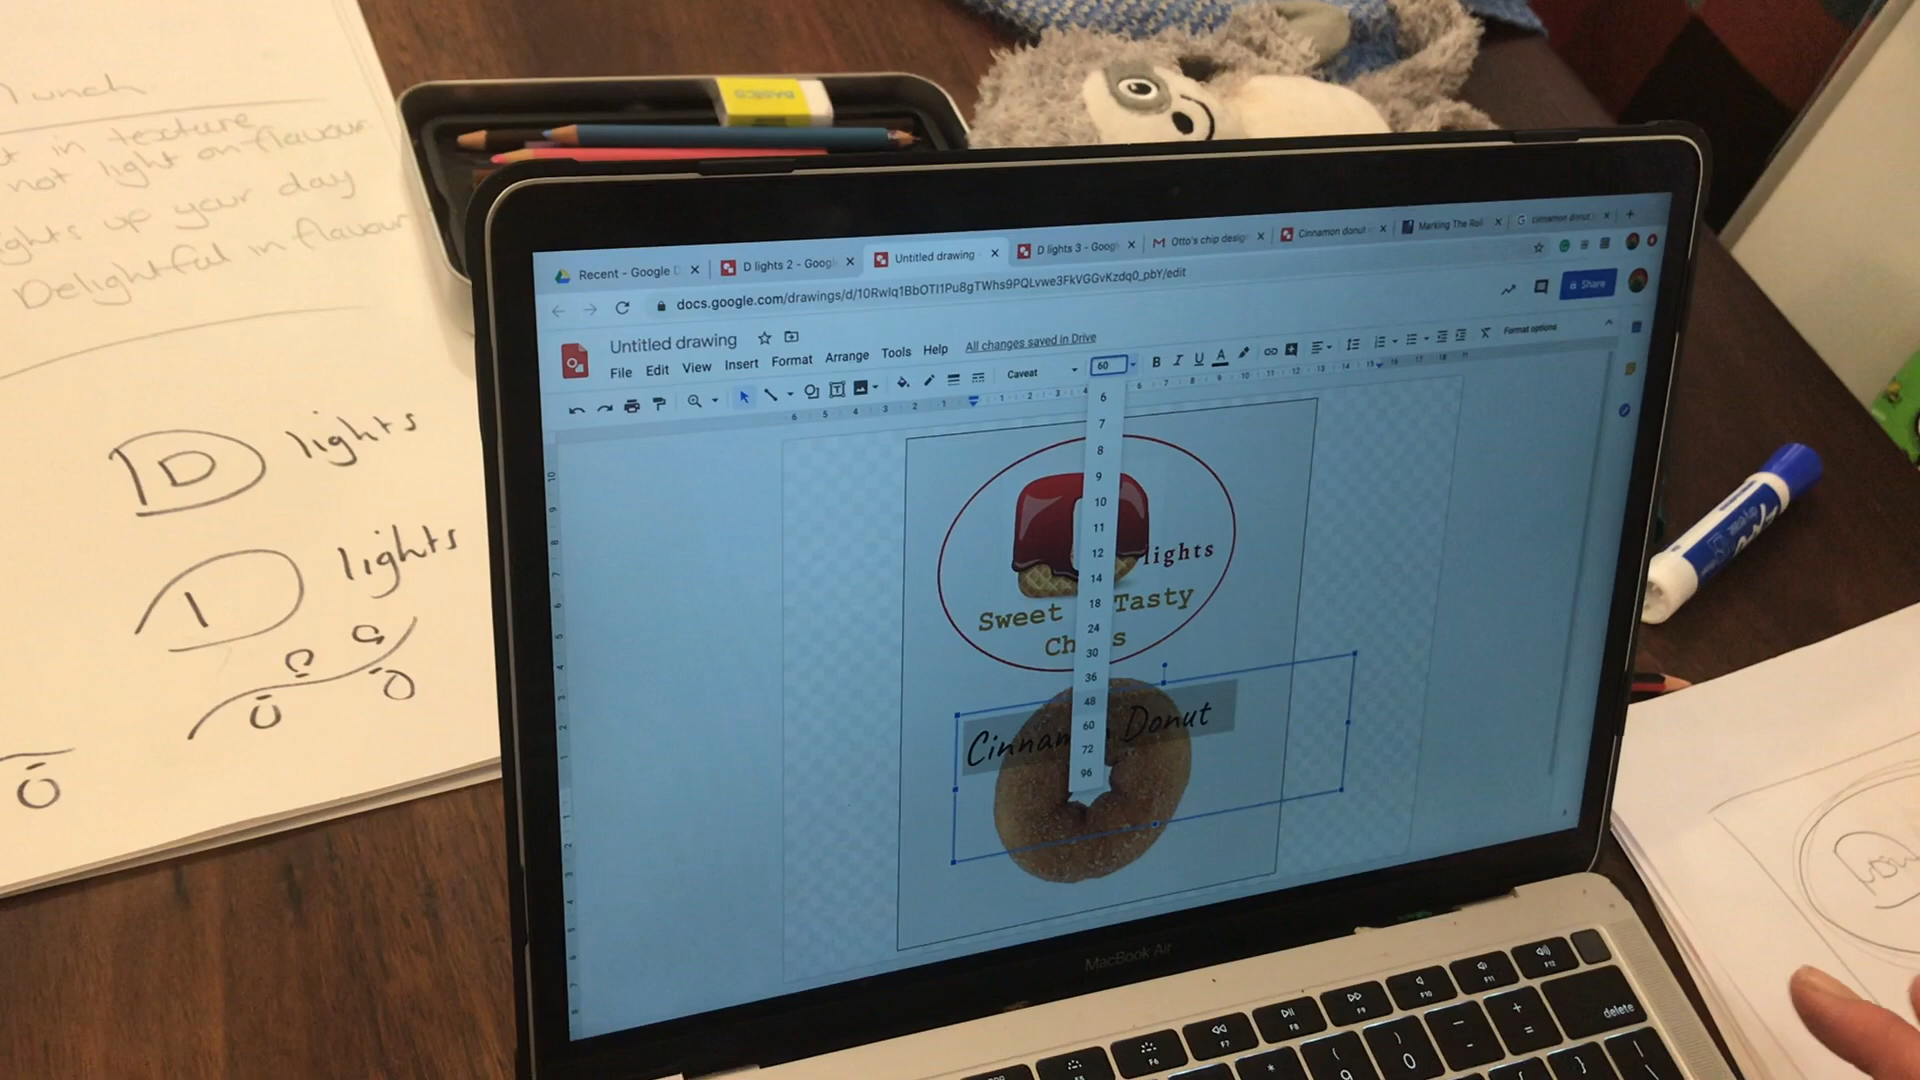 lunch
in texture
not light on flavour
up your day
Delightful in flavour
D lights
D lights
BASICS
Recent - Google D
D lights 2 - Googl
Untitled drawing
D lights 3 - Googl
Otto's chip desig
Cinnamon donut
Marking The Roll
cinnamon donut
docs.google.com/drawings/d/10RwIq1BbOTI1Pu8gTWhs9PQLvwe3FkVGGvKzdq0_pbY/edit
Untitled drawing
Share
File Edit View Insert Format Arrange Tools Help All changes saved in Drive
Caveat 60 B I U A Format options
6
7
8
9
10
11
12
14
18
24
30
36
48
60
72
96
lights
Sweet Tasty
Ch s
Cinnam Donut
MacBook Air
delete